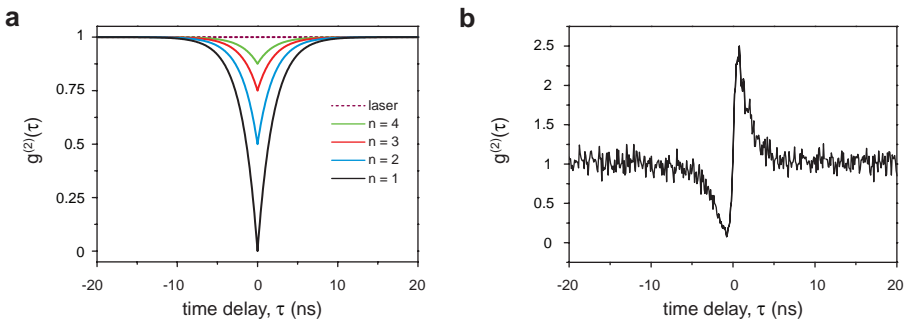 a
g⁽²⁾(τ)
1
0.75
0.5
0.25
0
laser
n = 4
n = 3
n = 2
n = 1
-20
-10
0
10
20
time delay, τ (ns)
b
g⁽²⁾(τ)
2.5
2
1.5
1
0.5
0
-20
-10
0
10
20
time delay, τ (ns)